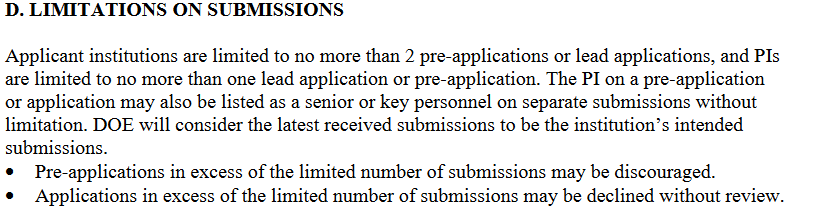 D. LIMITATIONS ON SUBMISSIONS
Applicant institutions are limited to no more than 2 pre-applications or lead applications, and PIs
are limited to no more than one lead application or pre-application. The PI on a pre-application
or application may also be listed as a senior or key personnel on separate submissions without
limitation. DOE will consider the latest received submissions to be the institution’s intended
submissions.
• Pre-applications in excess of the limited number of submissions may be discouraged.
• Applications in excess of the limited number of submissions may be declined without review.